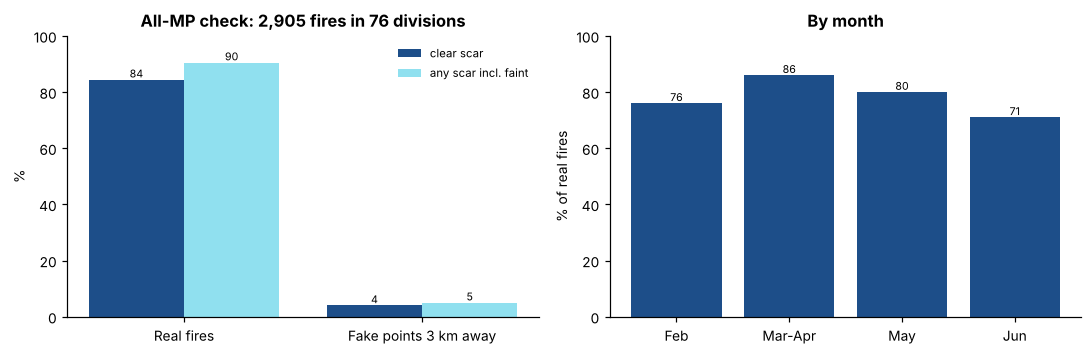 All-MP check: 2,905 fires in 76 divisions
%
100
80
60
40
20
0
84
90
4
5
clear scar
any scar incl. faint
Real fires
Fake points 3 km away
By month
% of real fires
100
80
60
40
20
0
76
86
80
71
Feb
Mar-Apr
May
Jun